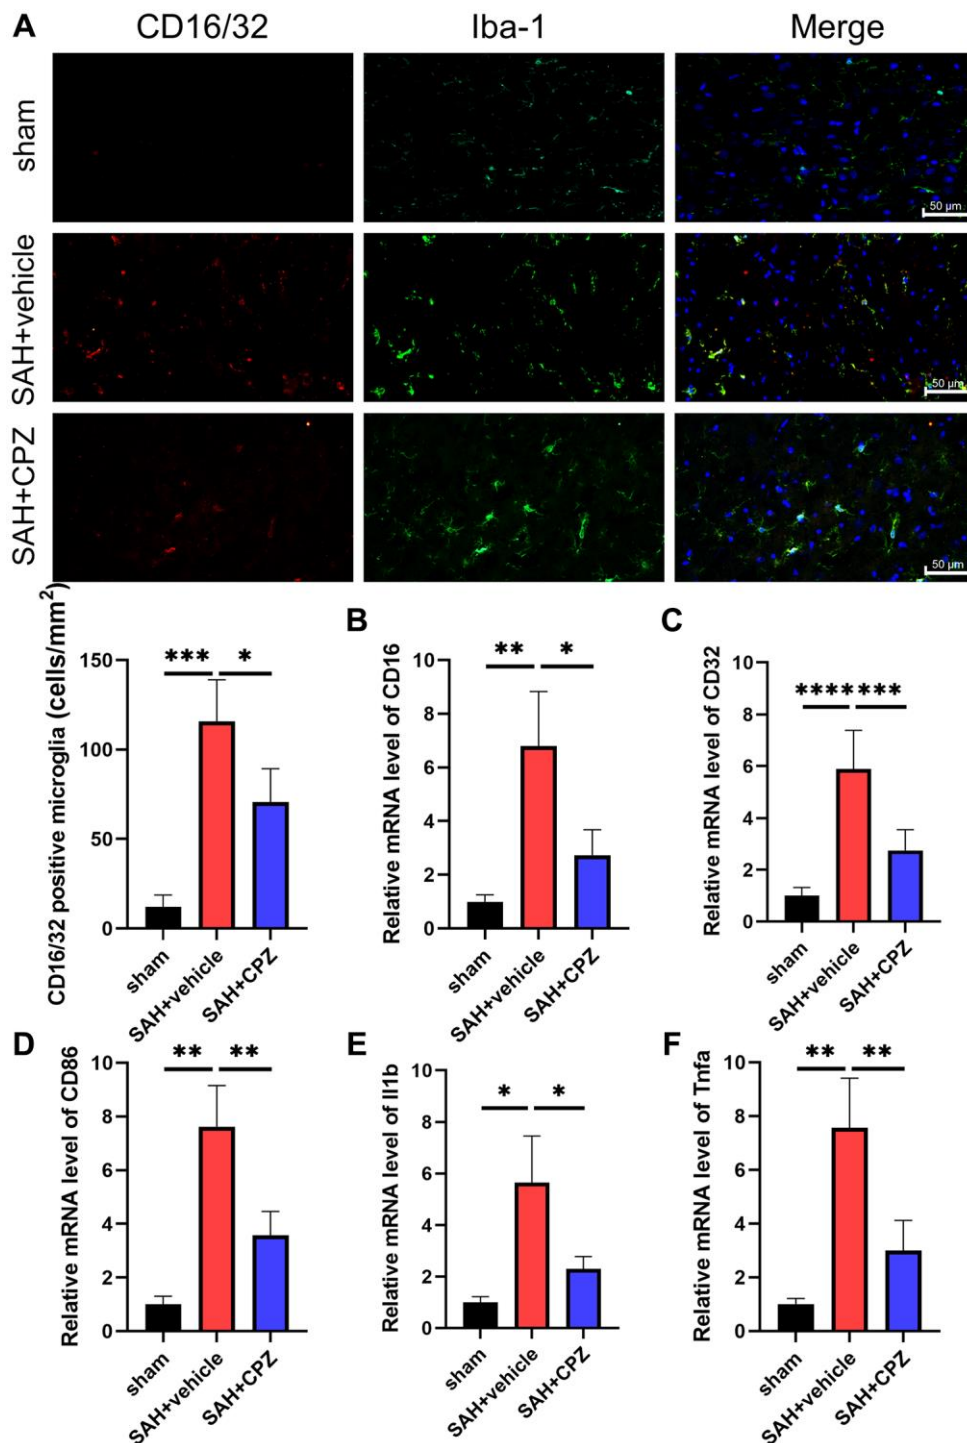 A
CD16/32
Iba-1
Merge
sham
50 µm
SAH+vehicle
50 µm
SAH+CPZ
50 µm
CD16/32 positive microglia (cells/mm²)
150
100
50
0
***
*
sham
SAH+vehicle
SAH+CPZ
B
Relative mRNA level of CD16
10
8
6
4
2
0
**
*
sham
SAH+vehicle
SAH+CPZ
C
Relative mRNA level of CD32
10
8
6
4
2
0
*******
sham
SAH+vehicle
SAH+CPZ
D
Relative mRNA level of CD86
10
8
6
4
2
0
**
**
sham
SAH+vehicle
SAH+CPZ
E
Relative mRNA level of Il1b
10
8
6
4
2
0
*
*
sham
SAH+vehicle
SAH+CPZ
F
Relative mRNA level of Tnfa
10
8
6
4
2
0
**
**
sham
SAH+vehicle
SAH+CPZ